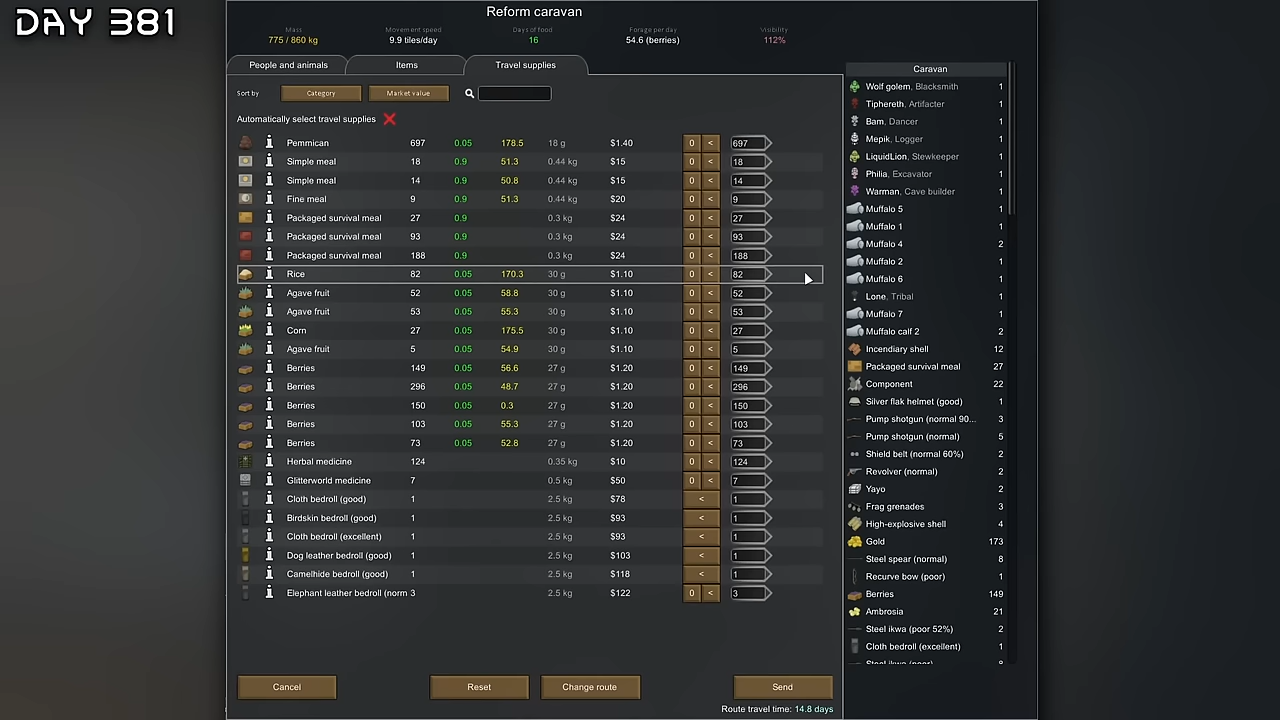 DAY 381
Reform caravan
Mass Movement speed Days of food Forage per day Visibility
775 / 860 kg 9.9 tiles/day 16 54.6 (berries) 112%
People and animals Items Travel supplies
Sort by Category Market value
Automatically select travel supplies
Pemmican 697 0.05 178.5 18 g $1.40 0 < 697
Simple meal 18 0.9 51.3 0.44 kg $15 0 < 18
Simple meal 14 0.9 50.8 0.44 kg $15 0 < 14
Fine meal 9 0.9 51.3 0.44 kg $20 0 < 9
Packaged survival meal 27 0.9 0.3 kg $24 0 < 27
Packaged survival meal 93 0.9 0.3 kg $24 0 < 93
Packaged survival meal 188 0.9 0.3 kg $24 0 < 188
Rice 82 0.05 170.3 30 g $1.10 0 < 82
Agave fruit 52 0.05 58.8 30 g $1.10 0 < 52
Agave fruit 53 0.05 55.3 30 g $1.10 0 < 53
Corn 27 0.05 175.5 30 g $1.10 0 < 27
Agave fruit 5 0.05 54.9 30 g $1.10 0 < 5
Berries 149 0.05 56.6 27 g $1.20 0 < 149
Berries 296 0.05 48.7 27 g $1.20 0 < 296
Berries 150 0.05 0.3 27 g $1.20 0 < 150
Berries 103 0.05 55.3 27 g $1.20 0 < 103
Berries 73 0.05 52.8 27 g $1.20 0 < 73
Herbal medicine 124 0.35 kg $10 0 < 124
Glitterworld medicine 7 0.5 kg $50 0 < 7
Cloth bedroll (good) 1 2.5 kg $78 < 1
Birdskin bedroll (good) 1 2.5 kg $93 < 1
Cloth bedroll (excellent) 1 2.5 kg $93 < 1
Dog leather bedroll (good) 1 2.5 kg $103 < 1
Camelhide bedroll (good) 1 2.5 kg $118 < 1
Elephant leather bedroll (norm 3 2.5 kg $122 0 < 3
Cancel Reset Change route Send
Route travel time: 14.8 days
Caravan
Wolf golem, Blacksmith 1
Tiphereth, Artifacter 1
Bam, Dancer 1
Mepik, Logger 1
LiquidLion, Stewkeeper 1
Philia, Excavator 1
Warman, Cave builder 1
Muffalo 5 1
Muffalo 1 1
Muffalo 4 2
Muffalo 2 1
Muffalo 6 1
Lone, Tribal 1
Muffalo 7 1
Muffalo calf 2 2
Incendiary shell 12
Packaged survival meal 27
Component 22
Silver flak helmet (good) 1
Pump shotgun (normal 90... 3
Pump shotgun (normal) 5
Shield belt (normal 60%) 2
Revolver (normal) 2
Yayo 2
Frag grenades 3
High-explosive shell 4
Gold 173
Steel spear (normal) 8
Recurve bow (poor) 1
Berries 149
Ambrosia 21
Steel ikwa (poor 52%) 2
Cloth bedroll (excellent) 1
Steel ikwa (poor)